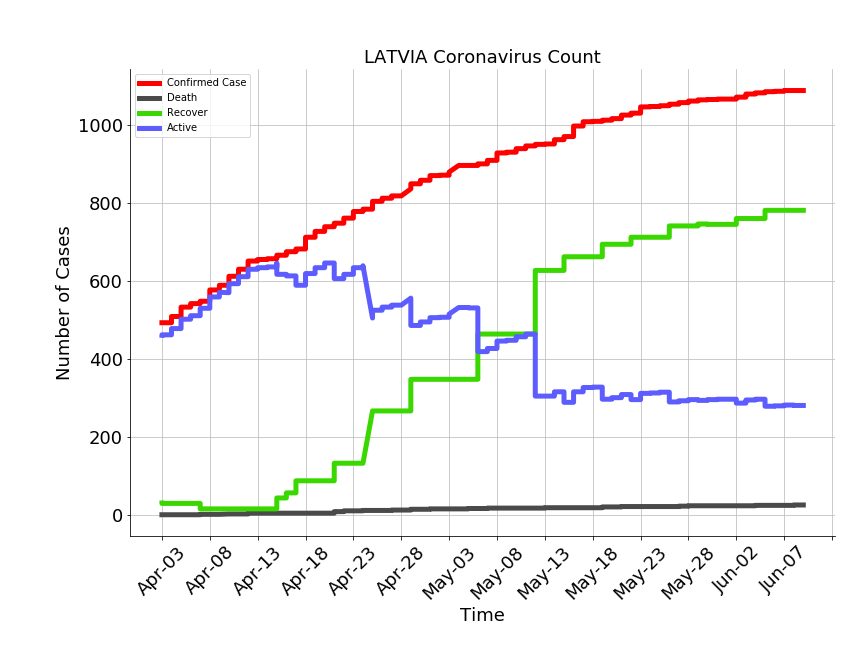 LATVIA Coronavirus Count
Confirmed Case
Death
Recover
Active
Number of Cases
1000
800
600
400
200
0
Apr-03
Apr-08
Apr-13
Apr-18
Apr-23
Apr-28
May-03
May-08
May-13
May-18
May-23
May-28
Jun-02
Jun-07
Time